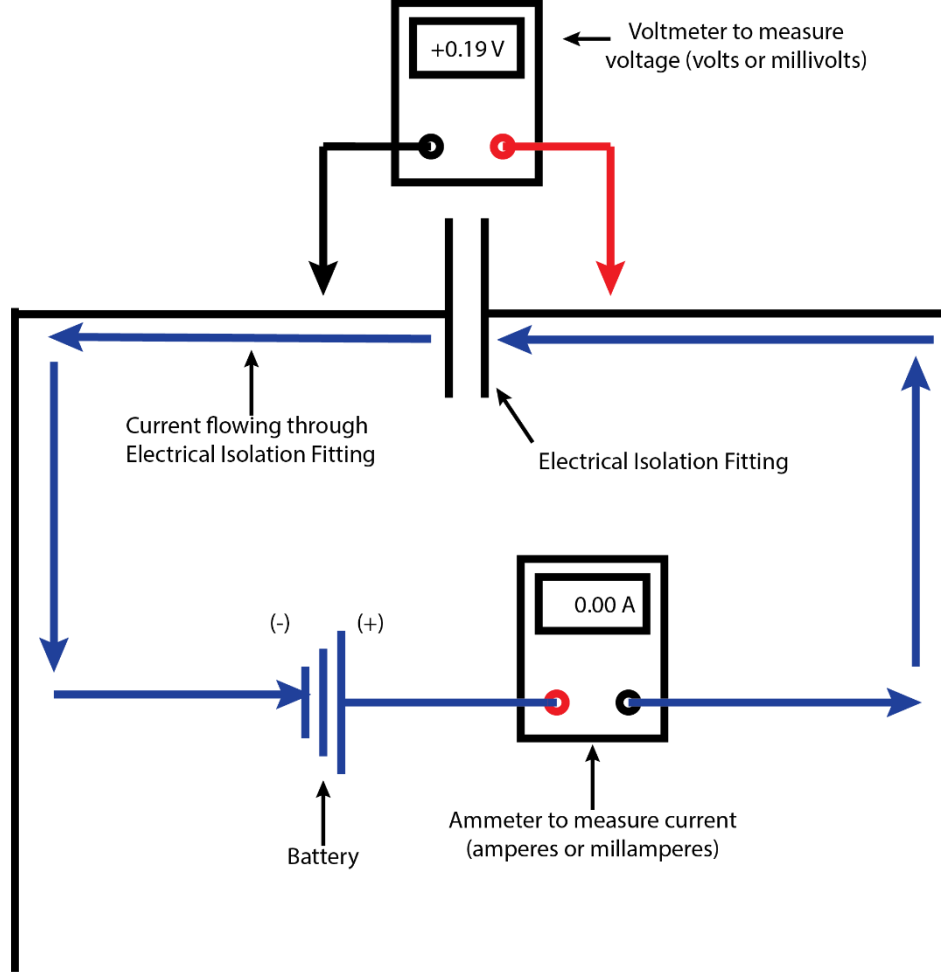 +0.19 V
Voltmeter to measure
voltage (volts or millivolts)
Current flowing through
Electrical Isolation Fitting
Electrical Isolation Fitting
(-)
(+)
0.00 A
Battery
Ammeter to measure current
(amperes or millamperes)